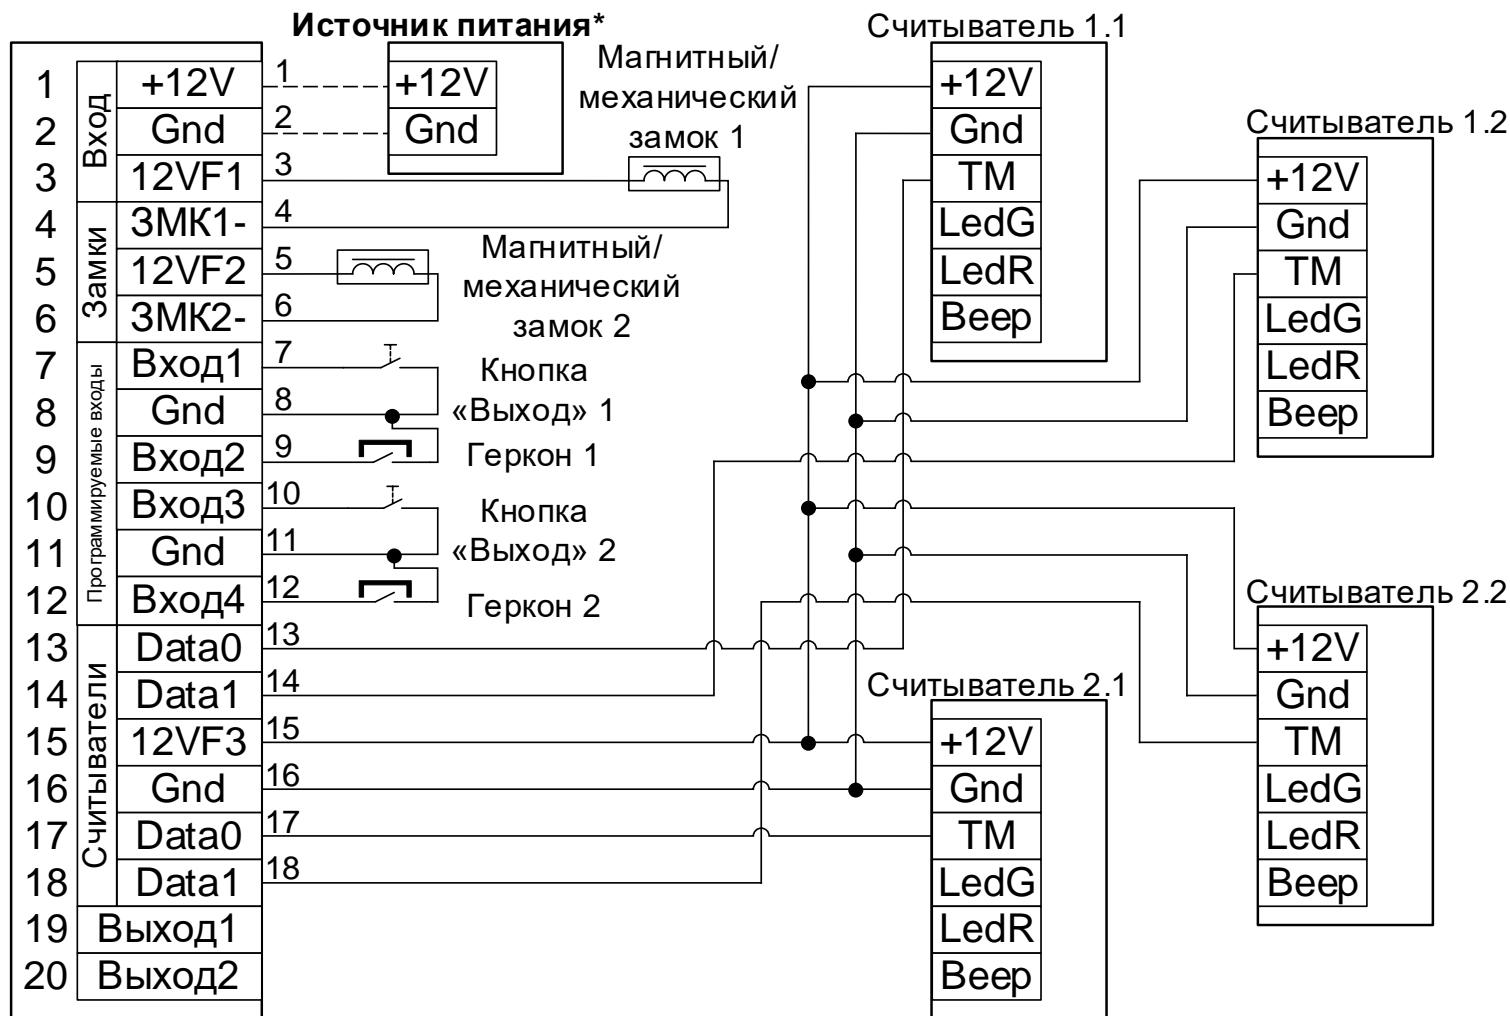 Источник питания*
Считыватель 1.1
1 +12V 1 +12V
2 Gnd 2 Gnd
3 12VF1 3
Вход
Магнитный/
механический
замок 1
4 ЗМК1- 4
5 12VF2 5
6 ЗМК2- 6
Замки
Магнитный/
механический
замок 2
7 Вход1 7
8 Gnd 8
9 Вход2 9
10 Вход3 10
11 Gnd 11
12 Вход4 12
Программируемые входы
Кнопка
«Выход» 1
Геркон 1
Кнопка
«Выход» 2
Геркон 2
13 Data0 13
14 Data1 14
15 12VF3 15
16 Gnd 16
17 Data0 17
18 Data1 18
Считыватели
19 Выход1
20 Выход2
+12V
Gnd
TM
LedG
LedR
Beep
Считыватель 1.2
+12V
Gnd
TM
LedG
LedR
Beep
Считыватель 2.1
+12V
Gnd
TM
LedG
LedR
Beep
Считыватель 2.2
+12V
Gnd
TM
LedG
LedR
Beep